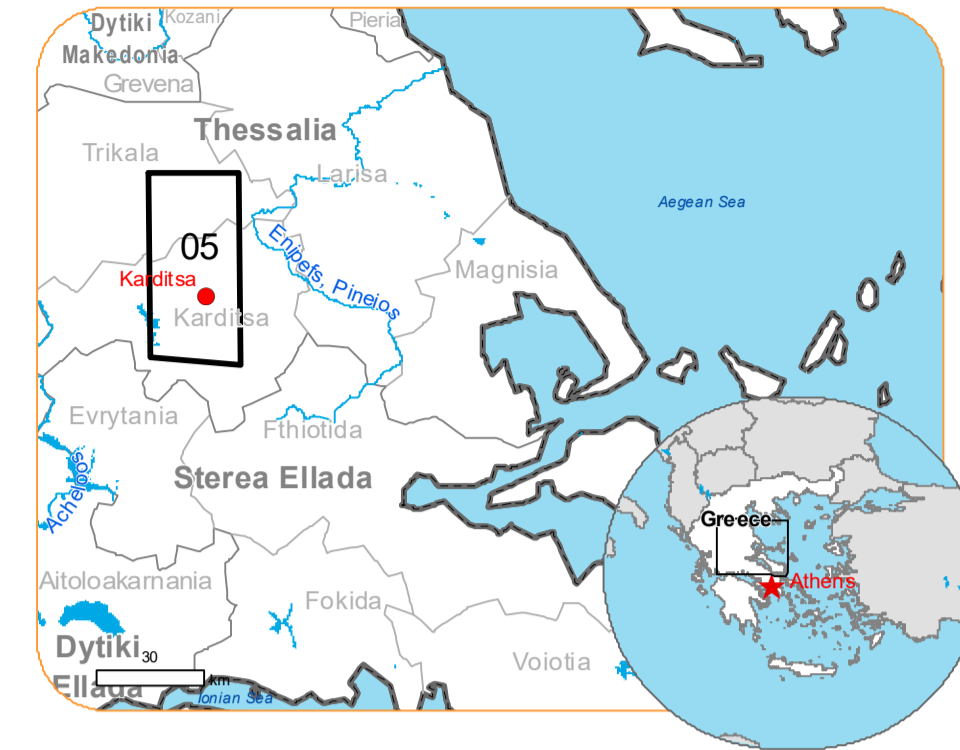 Kozani
Pieria
Dytiki
Makedonia
Grevena
Thessalia
Trikala
Larisa
Aegean Sea
05
Enipefs, Pineios
Magnisia
Karditsa
Karditsa
Evrytania
Fthiotida
Sterea Ellada
Acheloos
Greece
Athens
Aitoloakarnania
Fokida
Dytiki
Ellada
30
km
Voiotia
Ionian Sea